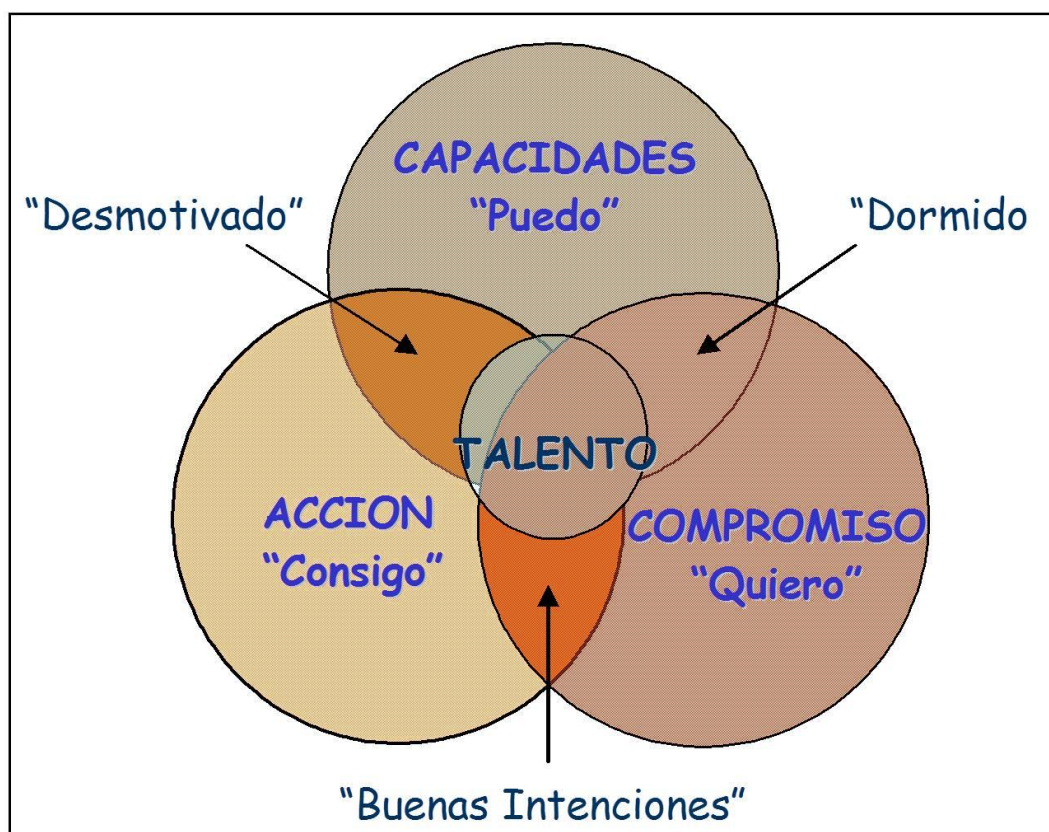 CAPACIDADES
“Puedo”
“Desmotivado”
“Dormido
TALENTO
ACCION
“Consigo”
COMPROMISO
“Quiero”
“Buenas Intenciones”